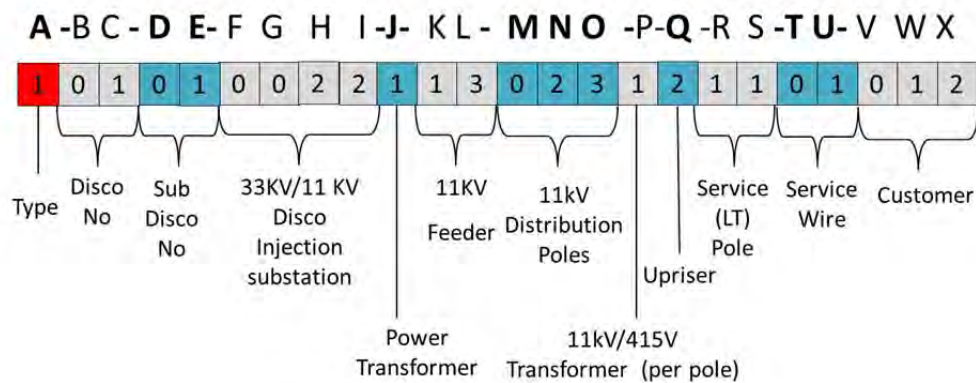 A -B C - D E- F G H I -J- K L - M N O -P-Q -R S -T U- V W X
1 0 1 0 1 0 0 2 2 1 1 3 0 2 3 1 2 1 1 0 1 0 1 2
Type
Disco
No
Sub
Disco
No
33KV/11 KV
Disco
Injection
substation
Power
Transformer
11KV
Feeder
11kV
Distribution
Poles
11kV/415V
Transformer (per pole)
Upriser
Service
(LT)
Pole
Service
Wire
Customer